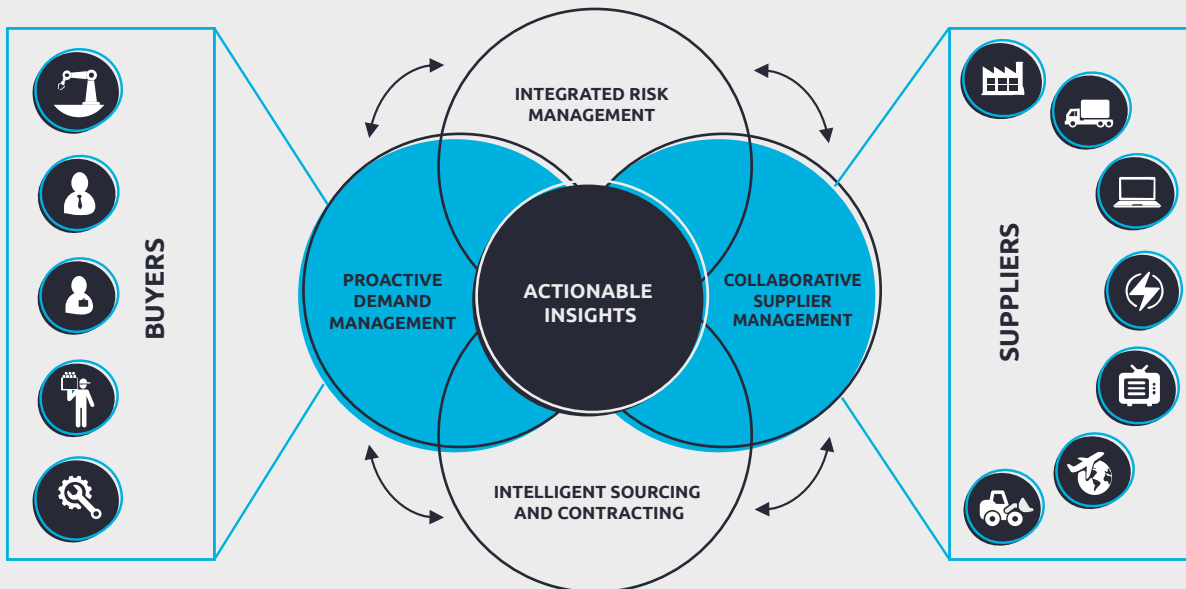 INTEGRATED RISK
MANAGEMENT
BUYERS
PROACTIVE
DEMAND
MANAGEMENT
ACTIONABLE
INSIGHTS
COLLABORATIVE
SUPPLIER
MANAGEMENT
SUPPLIERS
INTELLIGENT SOURCING
AND CONTRACTING